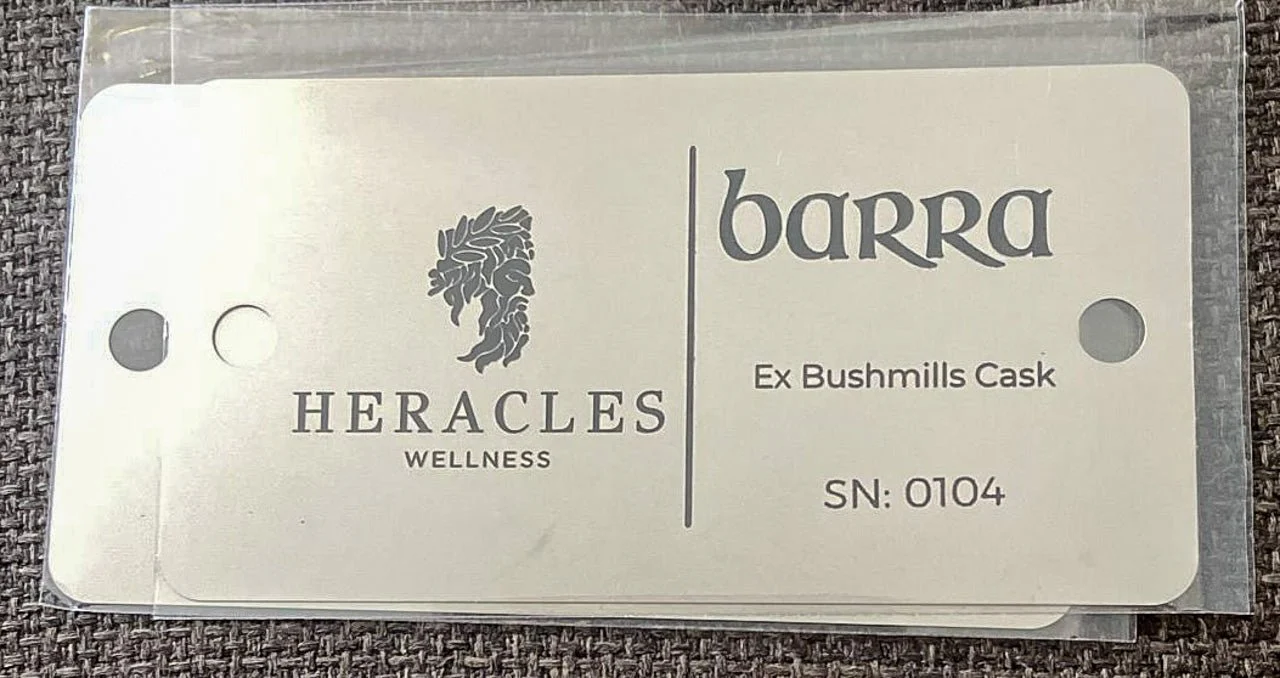 HERACLES
WELLNESS
barra
Ex Bushmills Cask
SN: 0104